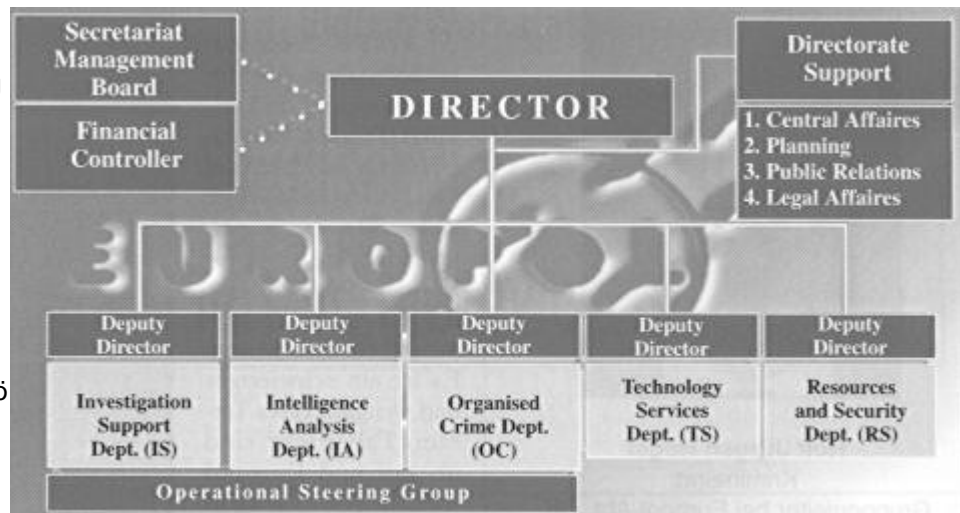 Secretariat
Management
Board
Financial
Controller
DIRECTOR
Directorate
Support
1. Central Affaires
2. Planning
3. Public Relations
4. Legal Affaires
EURO
Deputy
Director
Investigation
Support
Dept. (IS)
Deputy
Director
Intelligence
Analysis
Dept. (IA)
Deputy
Director
Organised
Crime Dept.
(OC)
Deputy
Director
Technology
Services
Dept. (TS)
Deputy
Director
Resources
and Security
Dept. (RS)
Operational Steering Group
ö